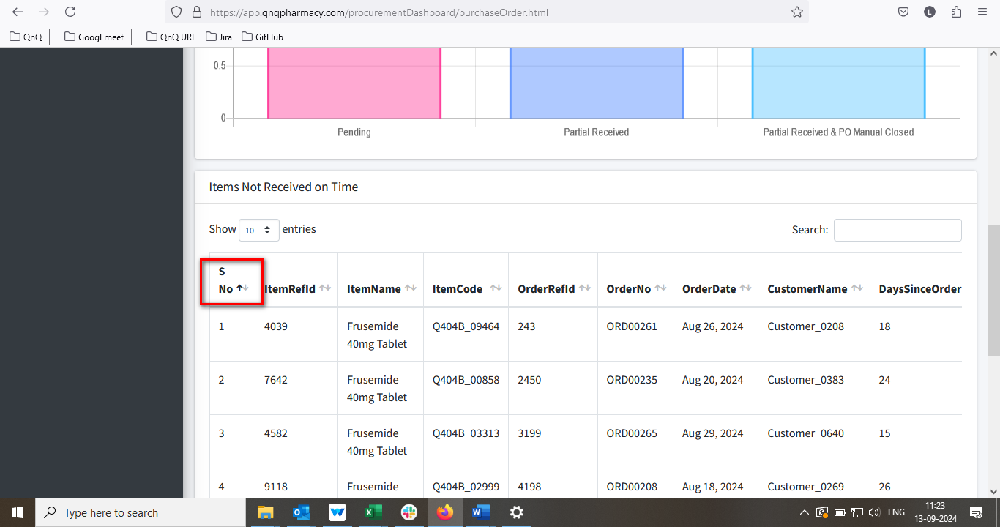 https://app.qnqpharmacy.com/procurementDashboard/purchaseOrder.html
L
QnQ
Googl meet
QnQ URL
Jira
GitHub
0.5
0
Pending
Partial Received
Partial Received & PO Manual Closed
Items Not Received on Time
Show 10 entries
Search:
S
No ItemRefId ItemName ItemCode OrderRefId OrderNo OrderDate CustomerName DaysSinceOrder
1 4039 Frusemide Q404B_09464 243 ORD00261 Aug 26, 2024 Customer_0208 18
40mg Tablet
2 7642 Frusemide Q404B_00858 2450 ORD00235 Aug 20, 2024 Customer_0383 24
40mg Tablet
3 4582 Frusemide Q404B_03313 3199 ORD00265 Aug 29, 2024 Customer_0640 15
40mg Tablet
4 9118 Frusemide Q404B_02999 4198 ORD00208 Aug 18, 2024 Customer_0269 26
Type here to search
ENG
11:23
13-09-2024